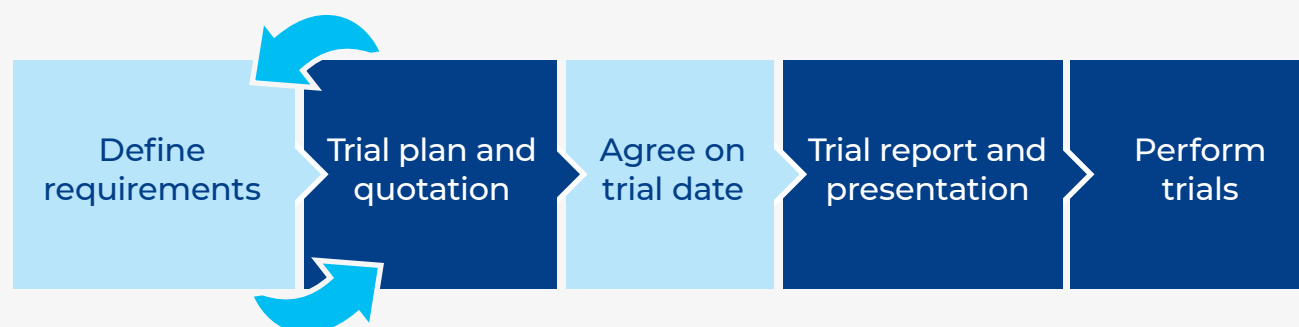 Define
requirements
Trial plan and
quotation
Agree on
trial date
Trial report and
presentation
Perform
trials